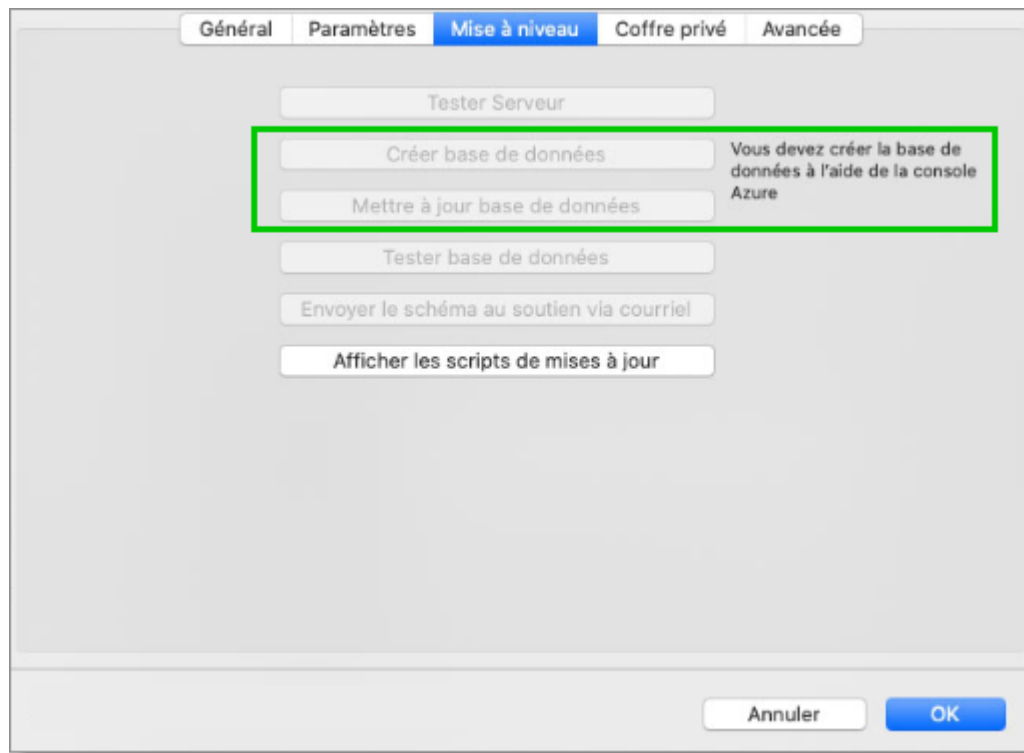 Général Paramètres Mise à niveau Coffre privé Avancée
Tester Serveur
Créer base de données
Vous devez créer la base de
données à l'aide de la console
Azure
Mettre à jour base de données
Tester base de données
Envoyer le schéma au soutien via courriel
Afficher les scripts de mises à jour
Annuler OK